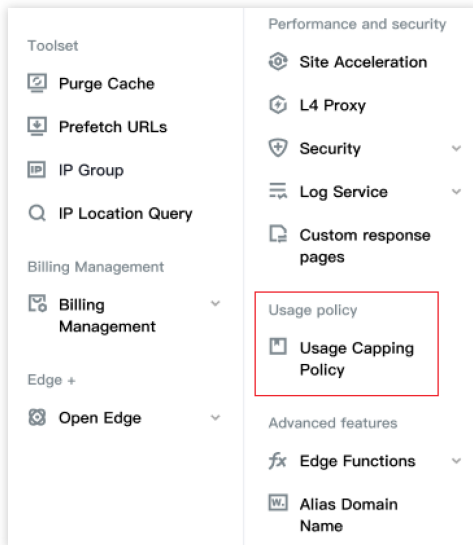 Toolset
Purge Cache
Prefetch URLs
IP
IP Group
IP Location Query
Billing Management
Billing
Management
Edge +
Open Edge
Performance and security
Site Acceleration
L4 Proxy
Security
Log Service
Custom response
pages
Usage policy
Usage Capping
Policy
Advanced features
fx Edge Functions
W. Alias Domain
Name